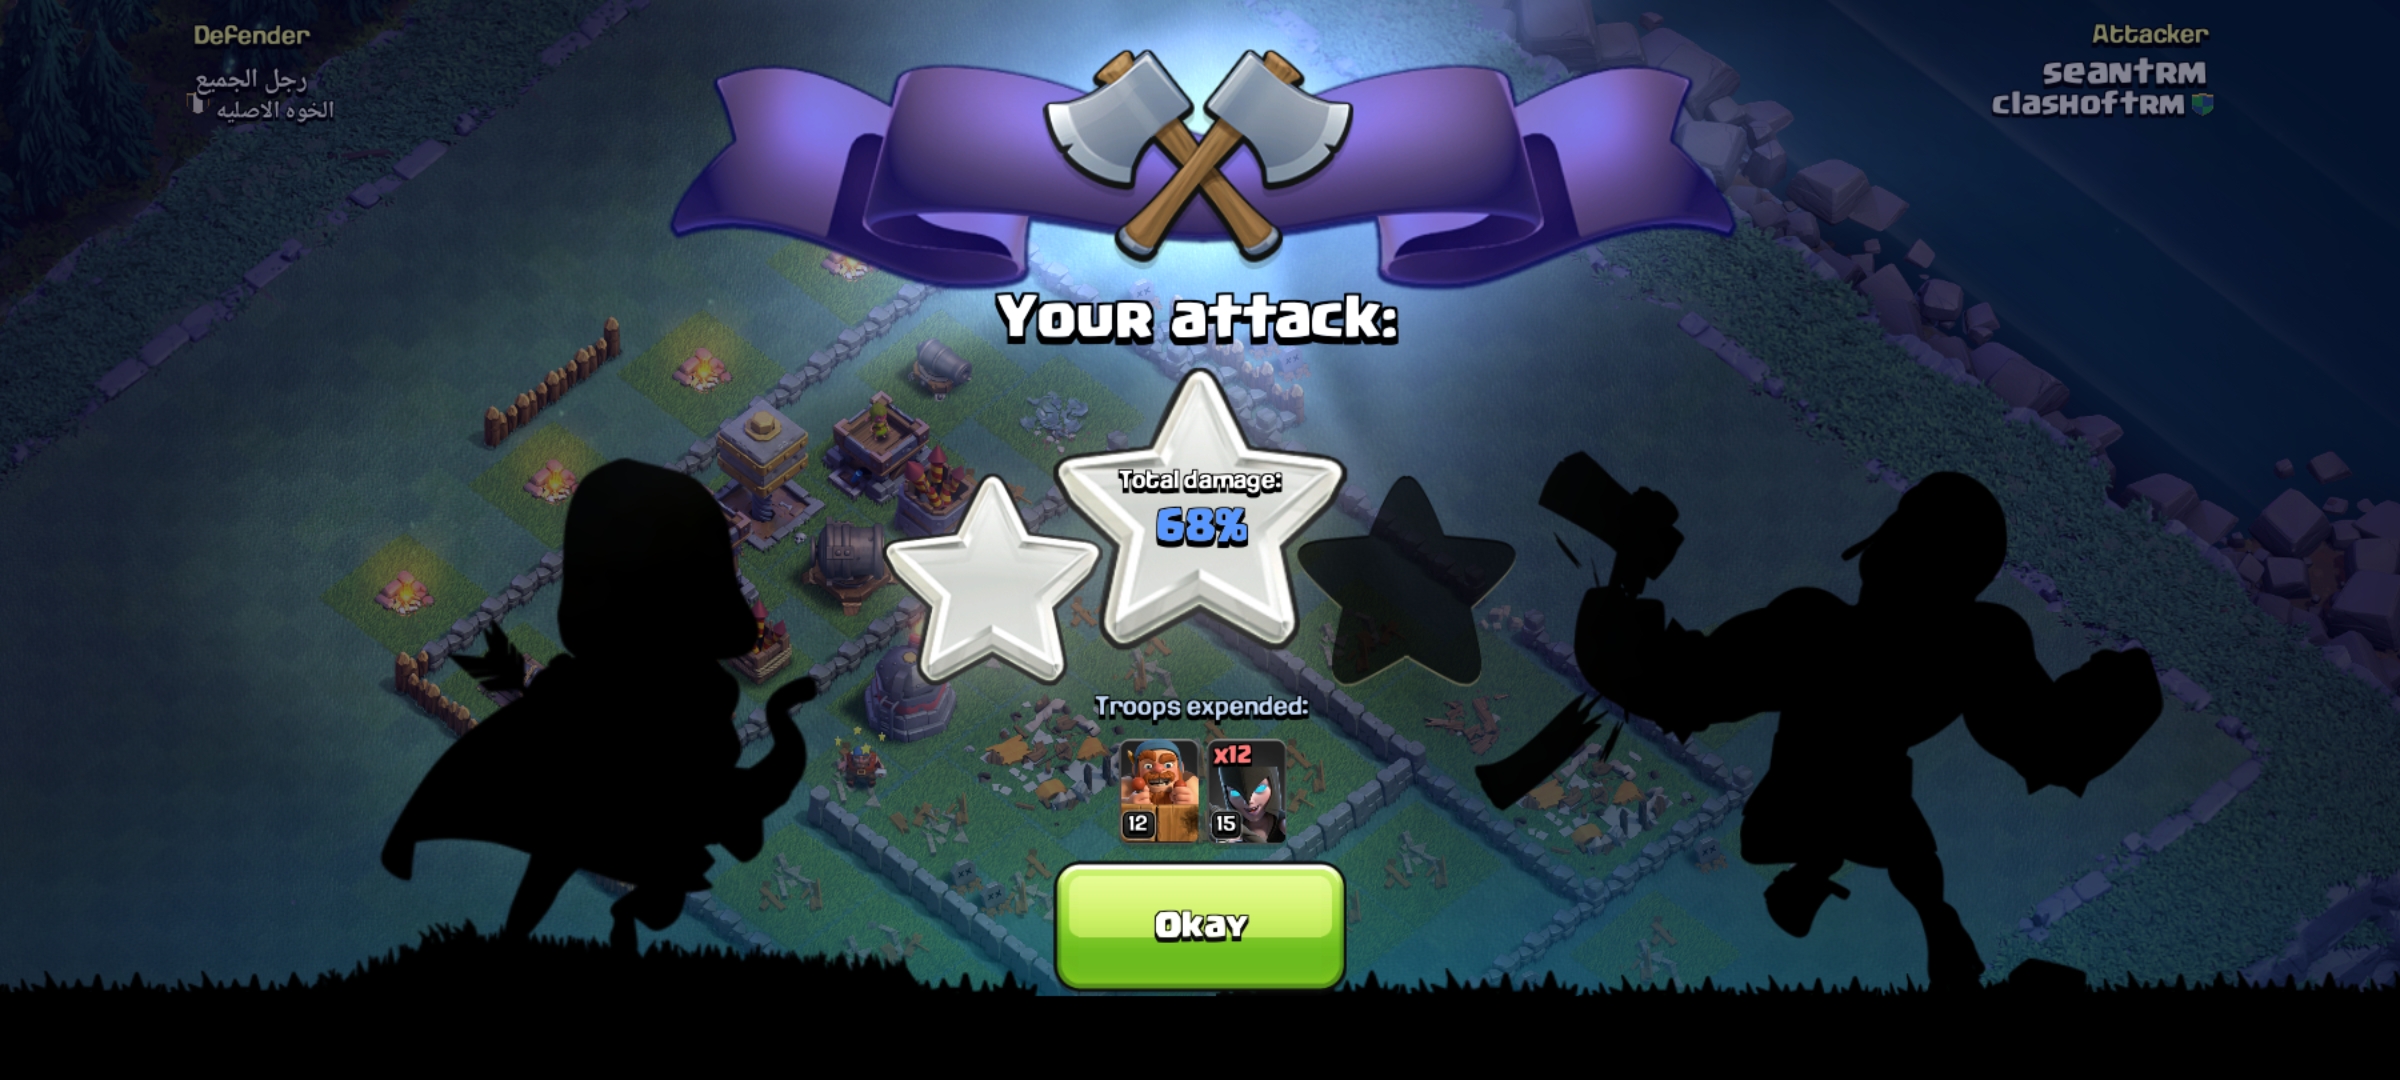 Defender
رجل الجميع
الخوه الاصليه
Attacker
seantRM
clashoftRM
Your attack:
Total damage:
68%
Troops expended:
x12
12
15
Okay